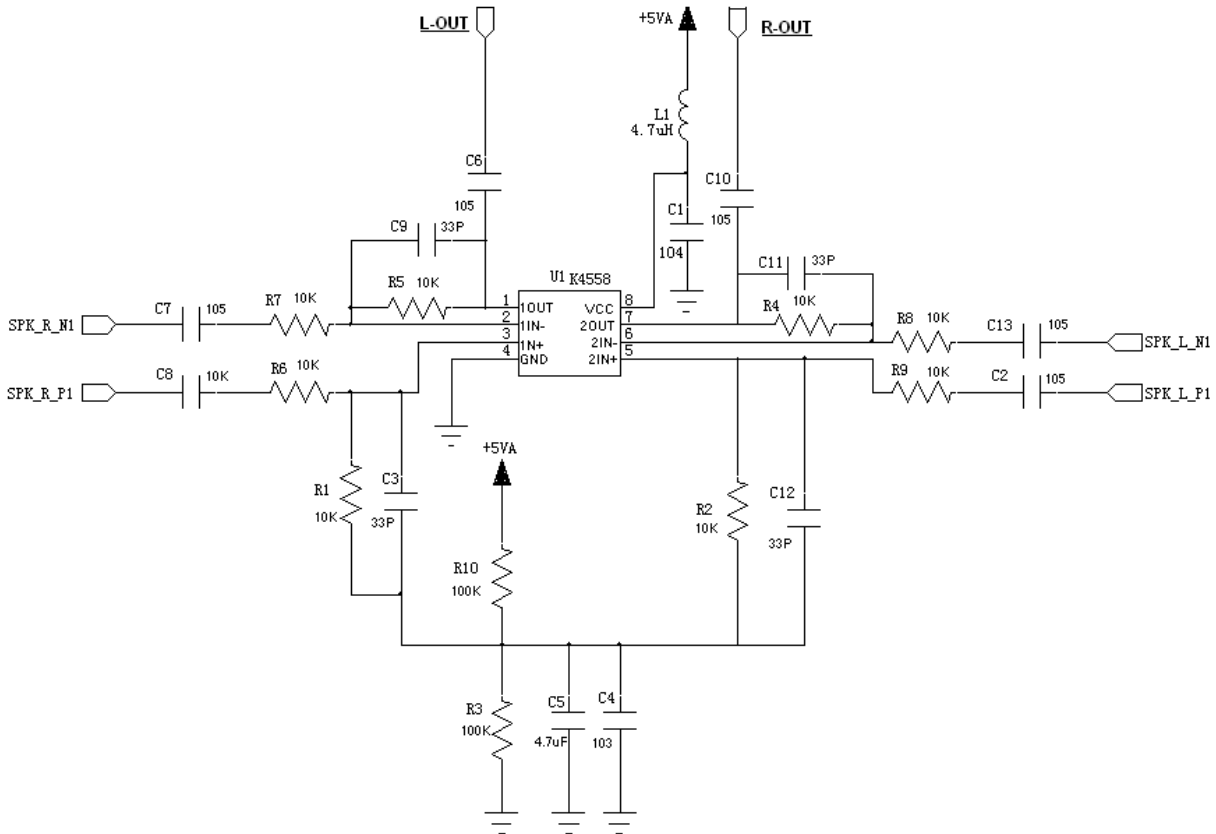 L-OUT
+5VA
R-OUT
L1
4.7uH
C6
105
C10
105
C1
104
C9
33P
C11
33P
U1 K4558
R5 10K
R4
10K
C7
105
R7
10K
1
1OUT
VCC
8
2
1IN-
2OUT
7
3
1N+
2IN-
6
4
GND
2IN+
5
R8
10K
C13
105
SPK_R_N1
SPK_L_N1
C8
10K
R6
10K
R9
10K
C2
105
SPK_R_P1
SPK_L_P1
+5VA
R1
10K
C3
33P
R2
10K
C12
33P
R10
100K
R3
100K
C5
4.7uF
C4
103